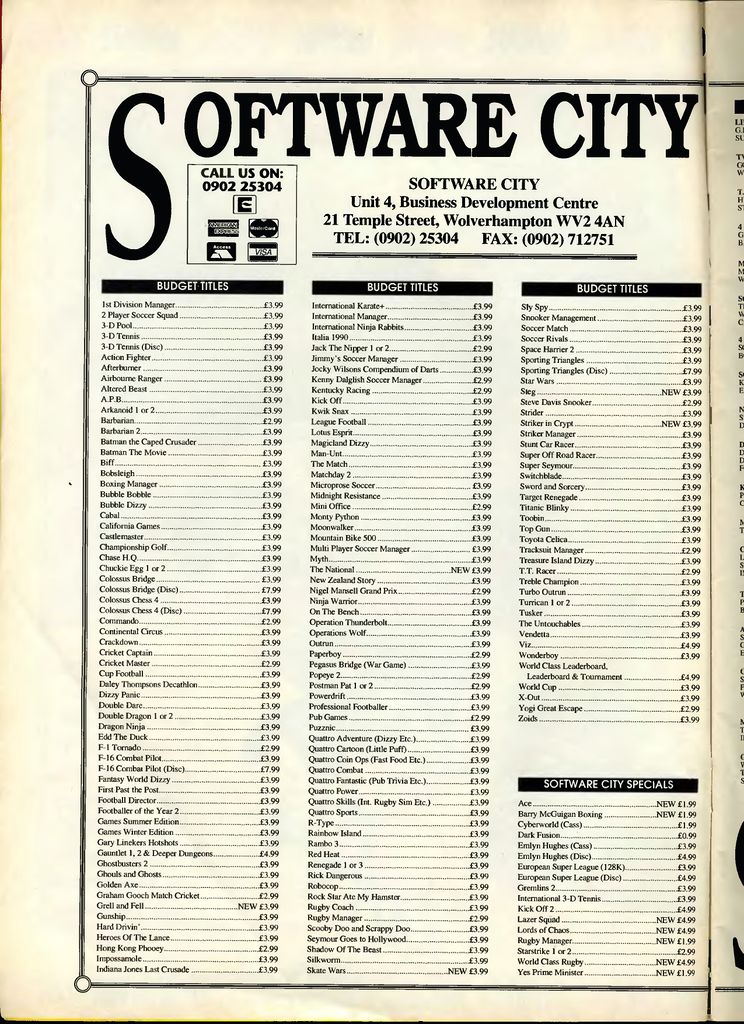 SOFTWARE CITY
CALL US ON:
0902 25304
E
AMERICAN EXPRESS
MasterCard
Access
VISA
SOFTWARE CITY
Unit 4, Business Development Centre
21 Temple Street, Wolverhampton WV2 4AN
TEL: (0902) 25304 FAX: (0902) 712751
BUDGET TITLES
1st Division Manager £3.99
2 Player Soccer Squad £3.99
3-D Pool £3.99
3-D Tennis £3.99
3-D Tennis (Disc) £3.99
Action Fighter £3.99
Afterburner £3.99
Airbourne Ranger £3.99
Altered Beast £3.99
A.P.B. £3.99
Arkanoid 1 or 2 £3.99
Barbarian £2.99
Barbarian 2 £3.99
Batman the Caped Crusader £3.99
Batman The Movie £3.99
Biff £3.99
Bobsleigh £3.99
Boxing Manager £3.99
Bubble Bobble £3.99
Bubble Dizzy £3.99
Cabal £3.99
California Games £3.99
Castlemaster £3.99
Championship Golf £3.99
Chase H.Q. £3.99
Chuckie Egg 1 or 2 £3.99
Colossus Bridge £3.99
Colossus Bridge (Disc) £7.99
Colossus Chess 4 £3.99
Colossus Chess 4 (Disc) £7.99
Commando £2.99
Continental Circus £3.99
Crackdown £3.99
Cricket Captain £3.99
Cricket Master £2.99
Cup Football £3.99
Daley Thompsons Decathlon £3.99
Dizzy Panic £3.99
Double Dare £3.99
Double Dragon 1 or 2 £3.99
Dragon Ninja £3.99
Edd The Duck £3.99
F-1 Tornado £2.99
F-16 Combat Pilot £3.99
F-16 Combat Pilot (Disc) £7.99
Fantasy World Dizzy £3.99
First Past the Post £3.99
Football Director £3.99
Footballer of the Year 2 £3.99
Games Summer Edition £3.99
Games Winter Edition £3.99
Gary Linekers Hotshots £3.99
Gauntlet 1, 2 & Deeper Dungeons £4.99
Ghostbusters 2 £3.99
Ghouls and Ghosts £3.99
Golden Axe £3.99
Graham Gooch Match Cricket £2.99
Grell and Fell NEW £3.99
Gunship £3.99
Hard Drivin' £3.99
Heroes Of The Lance £3.99
Hong Kong Phooey £2.99
Impossamole £3.99
Indiana Jones Last Crusade £3.99
BUDGET TITLES
International Karate+ £3.99
International Manager £3.99
International Ninja Rabbits £3.99
Italia 1990 £3.99
Jack The Nipper 1 or 2 £2.99
Jimmy's Soccer Manager £3.99
Jocky Wilsons Compendium of Darts £3.99
Kenny Dalglish Soccer Manager £2.99
Kentucky Racing £2.99
Kick Off £3.99
Kwik Snax £3.99
League Football £3.99
Lotus Esprit £3.99
Magicland Dizzy £3.99
Man-Unt £3.99
The Match £3.99
Matchday 2 £3.99
Microprose Soccer £3.99
Midnight Resistance £3.99
Mini Office £2.99
Monty Python £3.99
Moonwalker £3.99
Mountain Bike 500 £3.99
Multi Player Soccer Manager £3.99
Myth £3.99
The National NEW £3.99
New Zealand Story £3.99
Nigel Mansell Grand Prix £2.99
Ninja Warrior £3.99
On The Bench £3.99
Operation Thunderbolt £3.99
Operations Wolf £3.99
Outrun £3.99
Paperboy £2.99
Pegasus Bridge (War Game) £3.99
Popeye 2 £3.99
Postman Pat 1 or 2 £2.99
Powerdrift £3.99
Professional Footballer £3.99
Pub Games £2.99
Puzznic £3.99
Quattro Adventure (Dizzy Etc.) £3.99
Quattro Cartoon (Little Puff) £3.99
Quattro Coin Ops (Fast Food Etc.) £3.99
Quattro Combat £3.99
Quattro Fantastic (Pub Trivia Etc.) £3.99
Quattro Power £3.99
Quattro Skills (Int. Rugby Sim Etc.) £3.99
Quattro Sports £3.99
R-Type £3.99
Rainbow Island £3.99
Rambo 3 £3.99
Red Heat £3.99
Renegade 1 or 3 £3.99
Rick Dangerous £3.99
Robocop £3.99
Rock Star Ate My Hamster £3.99
Rugby Coach £3.99
Rugby Manager £2.99
Scooby Doo and Scrappy Doo £3.99
Seymour Goes to Hollywood £3.99
Shadow Of The Beast £3.99
Silkworm £3.99
Skate Wars NEW £3.99
BUDGET TITLES
Sly Spy £3.99
Snooker Management £3.99
Soccer Match £3.99
Soccer Rivals £3.99
Space Harrier 2 £3.99
Sporting Triangles £3.99
Sporting Triangles (Disc) £7.99
Star Wars £3.99
Steg NEW £3.99
Steve Davis Snooker £2.99
Strider £3.99
Striker in Crypt NEW £3.99
Striker Manager £3.99
Stunt Car Racer £3.99
Super Off Road Racer £3.99
Super Seymour £3.99
Switchblade £3.99
Sword and Sorcery £3.99
Target Renegade £3.99
Titanic Blinky £3.99
Toobin £3.99
Top Gun £3.99
Toyota Celica £3.99
Tracksuit Manager £2.99
Treasure Island Dizzy £3.99
T.T. Racer £2.99
Treble Champion £3.99
Turbo Outrun £3.99
Turrican 1 or 2 £3.99
Tusker £3.99
The Untouchables £3.99
Vendetta £3.99
Viz £4.99
Wonderboy £3.99
World Class Leaderboard,
Leaderboard & Tournament £4.99
World Cup £3.99
X-Out £3.99
Yogi Great Escape £2.99
Zoids £3.99
SOFTWARE CITY SPECIALS
Ace NEW £1.99
Barry McGuigan Boxing NEW £1.99
Cyberworld (Cass) £1.99
Dark Fusion £0.99
Emlyn Hughes (Cass) £3.99
Emlyn Hughes (Disc) £4.99
European Super League (128K) £3.99
European Super League (Disc) £4.99
Gremlins 2 £3.99
International 3-D Tennis £3.99
Kick Off 2 £4.99
Lazer Squad NEW £4.99
Lords of Chaos NEW £4.99
Rugby Manager NEW £1.99
Starstrike 1 or 2 £2.99
World Class Rugby NEW £4.99
Yes Prime Minister NEW £1.99